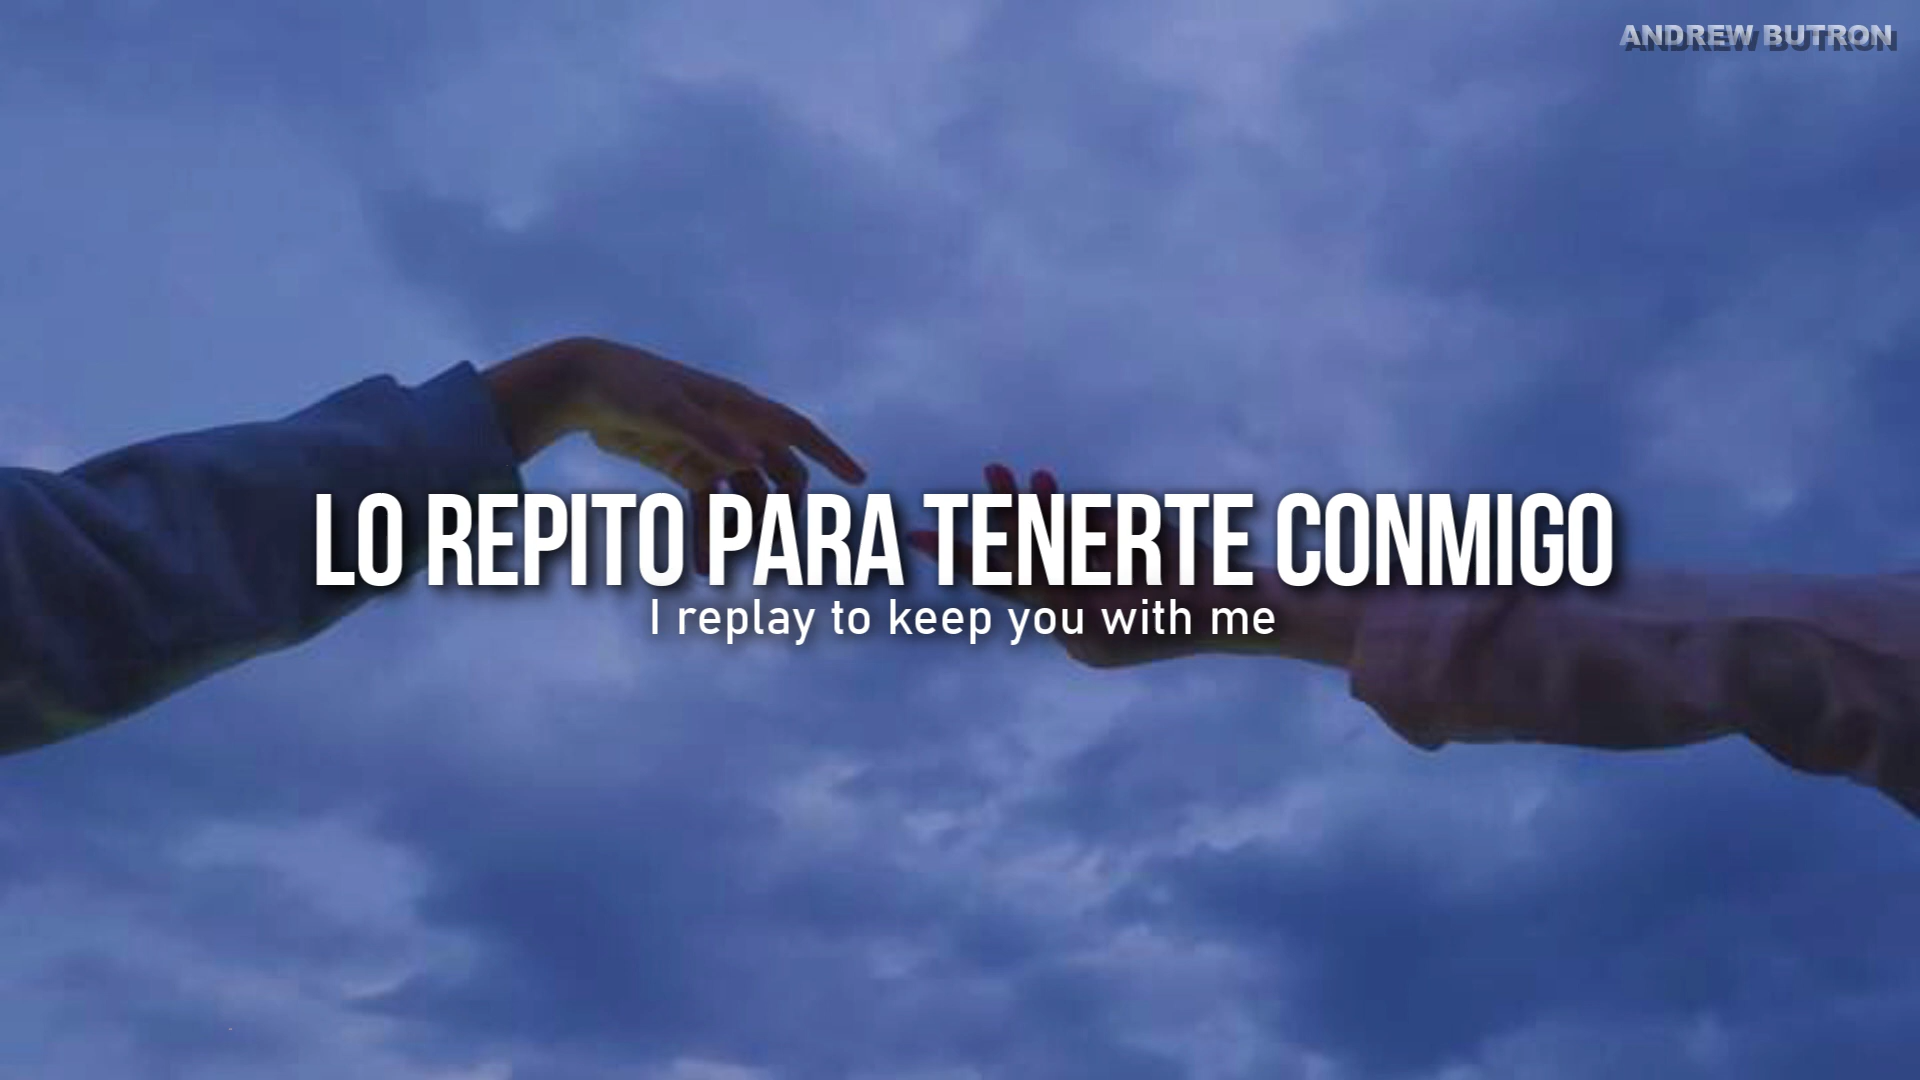 ANDREW BUTRON
LO REPITO PARA TENERTE CONMIGO
I replay to keep you with me